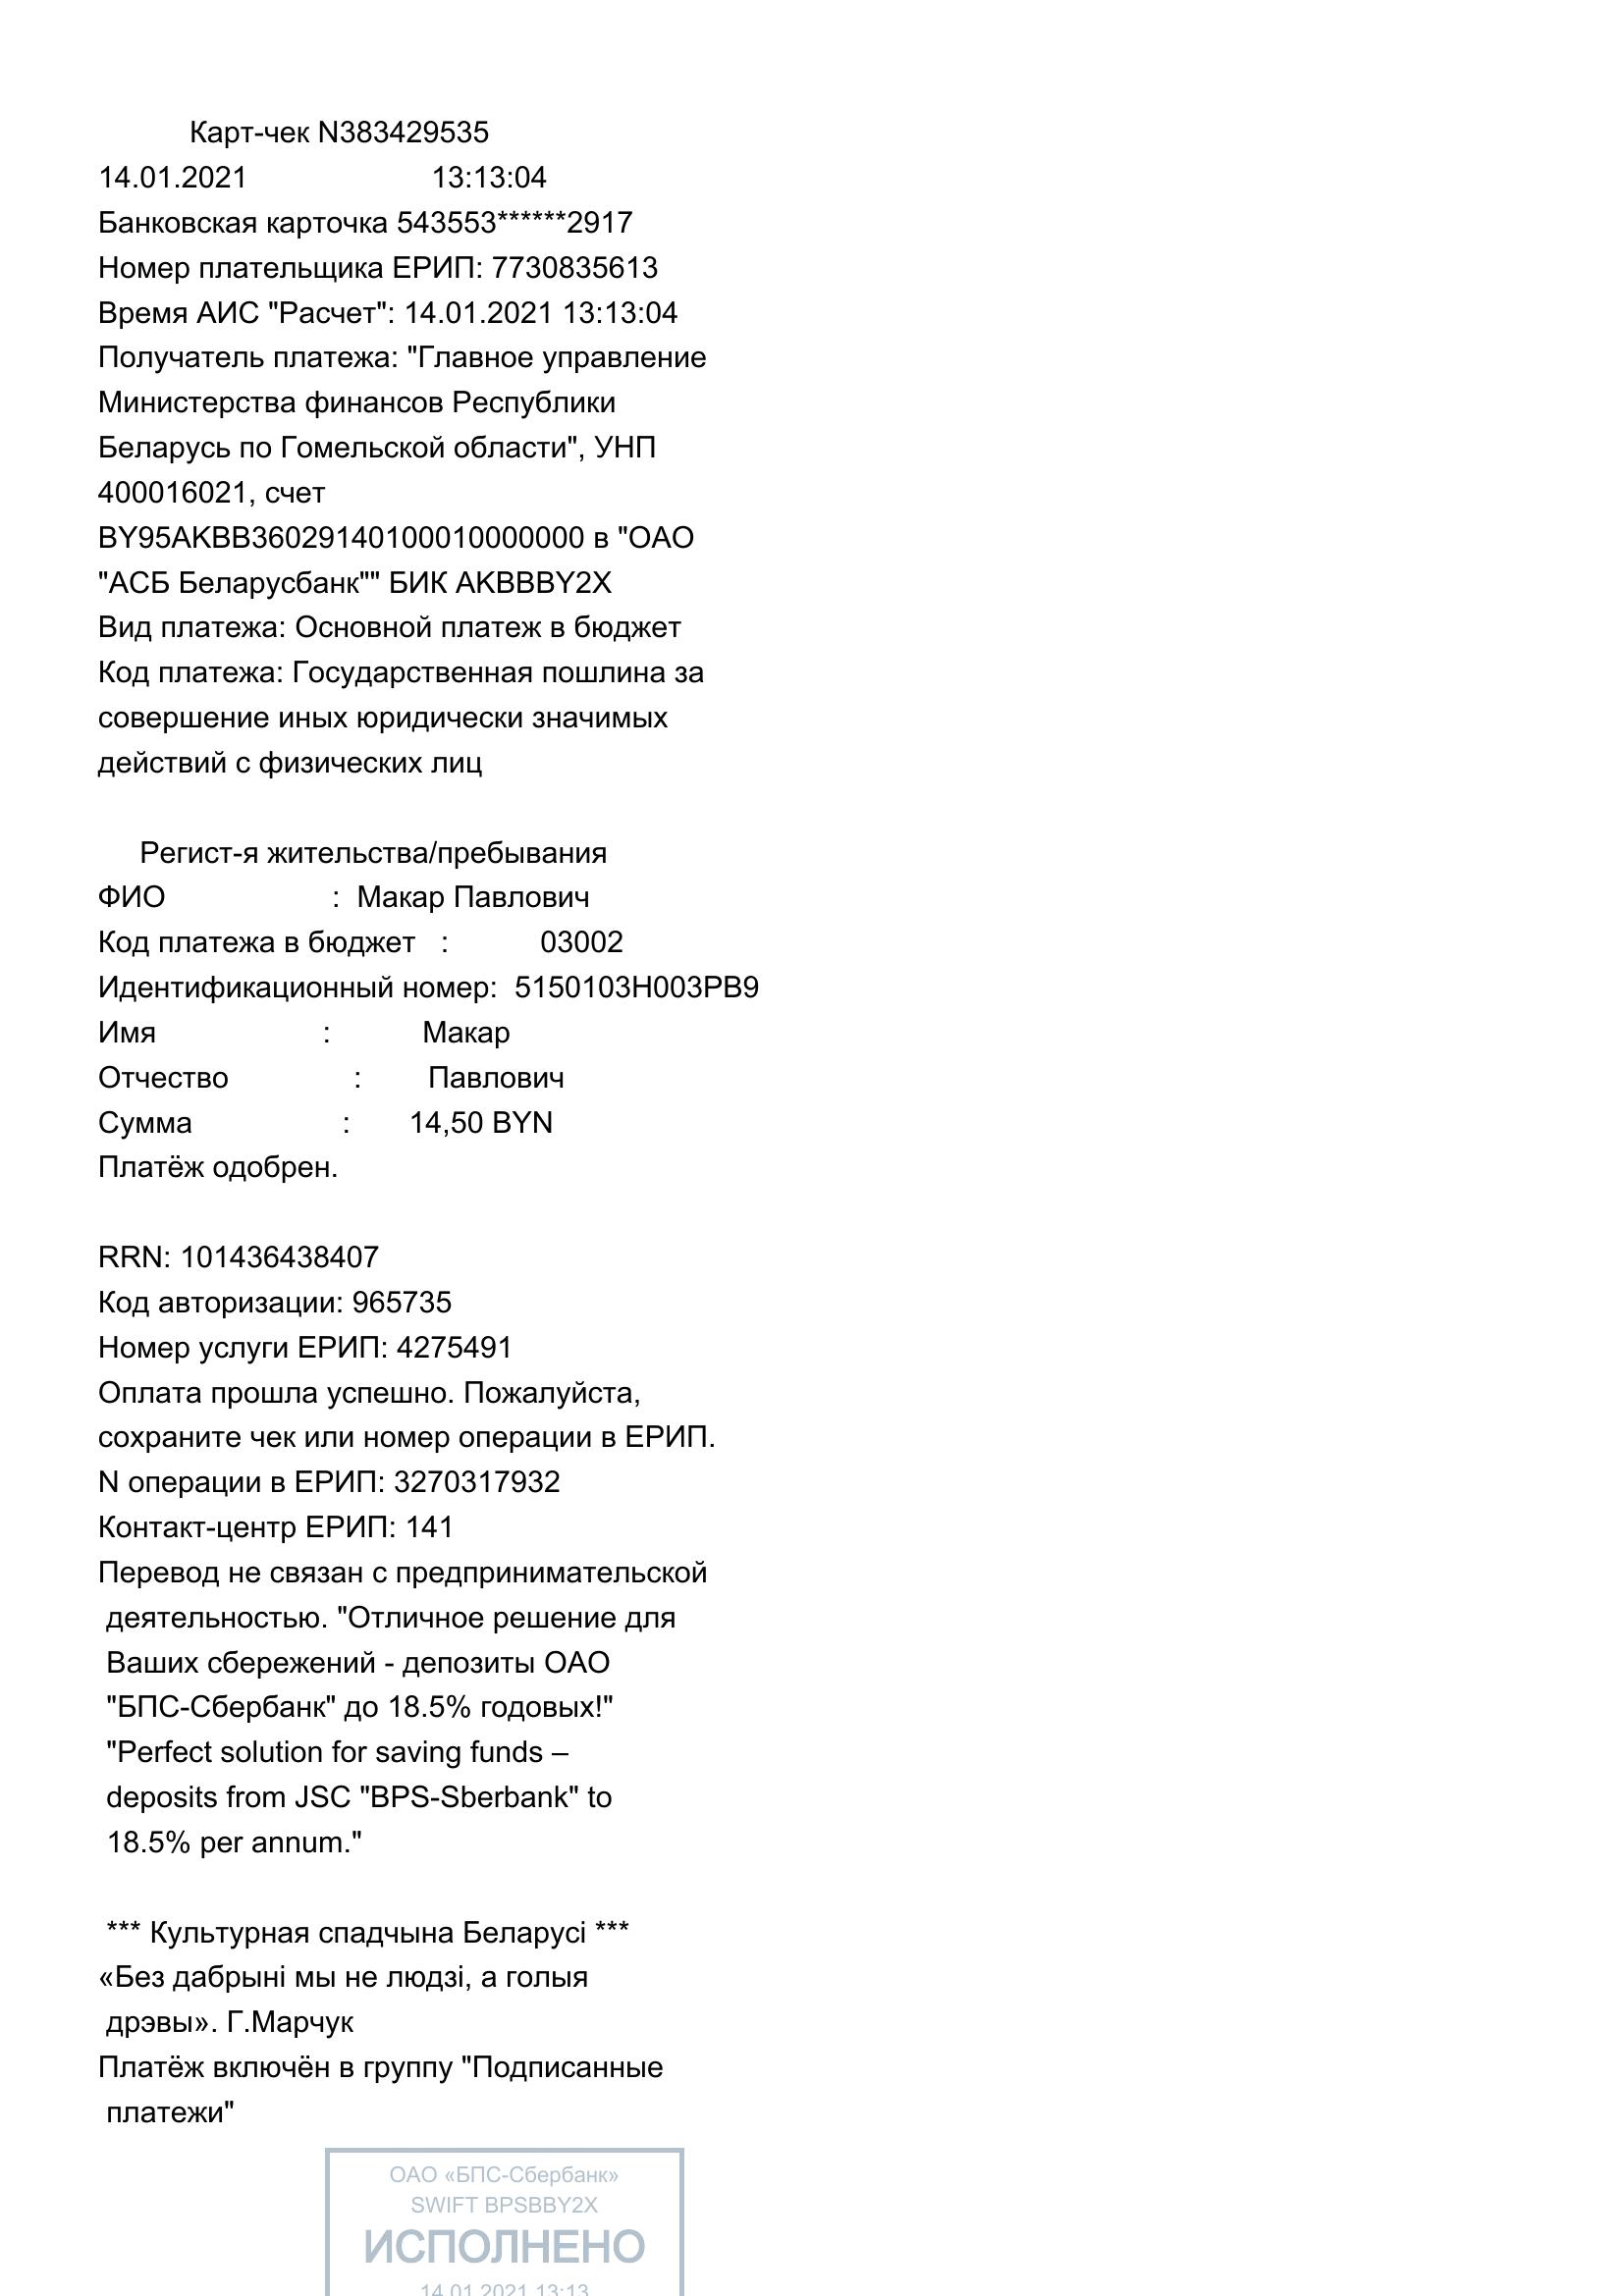 Карт-чек N383429535
14.01.2021 13:13:04
Банковская карточка 543553******2917
Номер плательщика ЕРИП: 7730835613
Время АИС "Расчет": 14.01.2021 13:13:04
Получатель платежа: "Главное управление
Министерства финансов Республики
Беларусь по Гомельской области", УНП
400016021, счет
BY95AKBB36029140100010000000 в "ОАО
"АСБ Беларусбанк"" БИК AKBBBY2X
Вид платежа: Основной платеж в бюджет
Код платежа: Государственная пошлина за
совершение иных юридически значимых
действий с физических лиц
Регист-я жительства/пребывания
ФИО : Макар Павлович
Код платежа в бюджет : 03002
Идентификационный номер: 5150103H003PB9
Имя : Макар
Отчество : Павлович
Сумма : 14,50 BYN
Платёж одобрен.
RRN: 101436438407
Код авторизации: 965735
Номер услуги ЕРИП: 4275491
Оплата прошла успешно. Пожалуйста,
сохраните чек или номер операции в ЕРИП.
N операции в ЕРИП: 3270317932
Контакт-центр ЕРИП: 141
Перевод не связан с предпринимательской
деятельностью. "Отличное решение для
Ваших сбережений - депозиты ОАО
"БПС-Сбербанк" до 18.5% годовых!"
"Perfect solution for saving funds –
deposits from JSC "BPS-Sberbank" to
18.5% per annum."
*** Культурная спадчына Беларусі ***
«Без дабрыні мы не людзі, а голыя
дрэвы». Г.Марчук
Платёж включён в группу "Подписанные
платежи"
ОАО «БПС-Сбербанк»
SWIFT BPSBBY2X
ИСПОЛНЕНО
14.01.2021 13:13